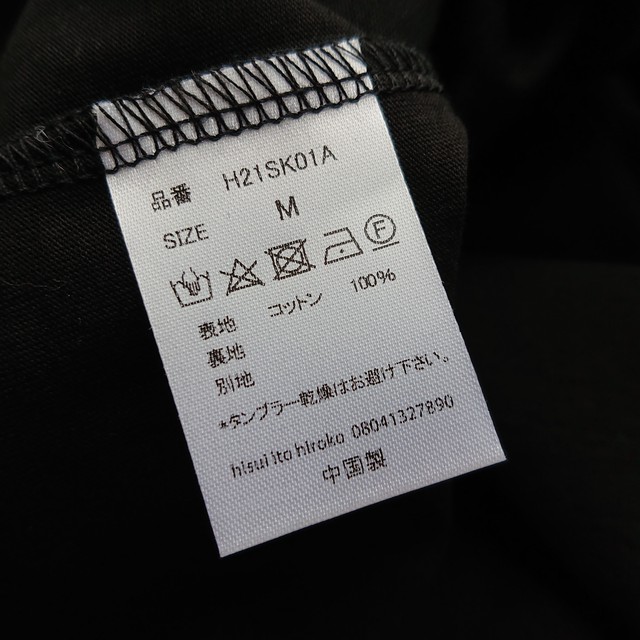 品番 H21SK01A
SIZE M
F
表地 コットン 100%
裏地
別地
*タンブラー乾燥はお避け下さい。
hisui ito hiroko 08041327890
中国製